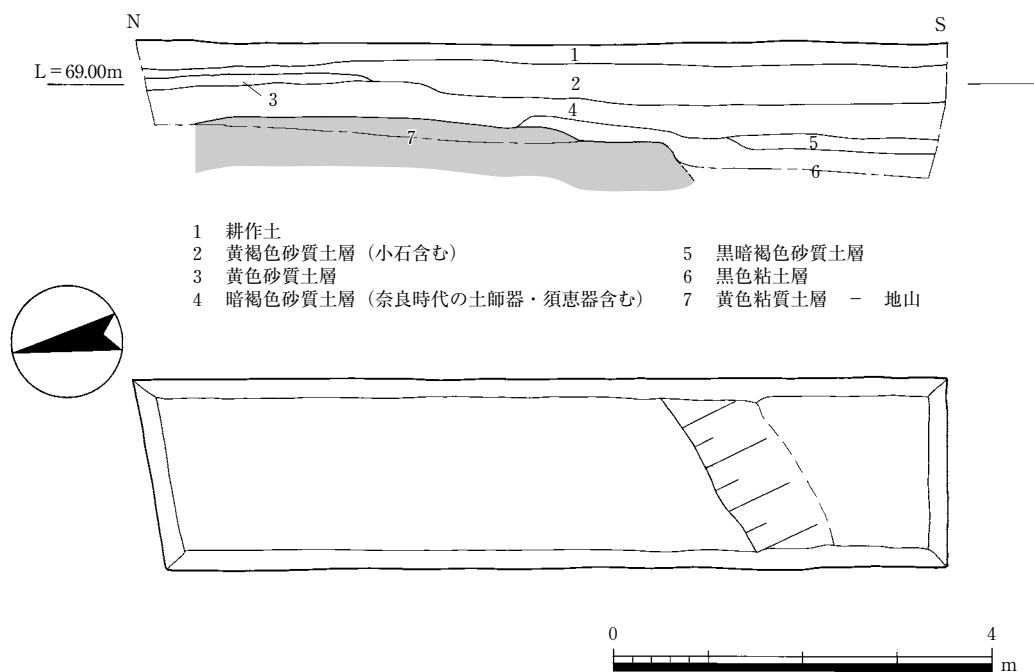 N S
L = 69.00m
1
2
3
4
5
6
7
1 耕作土
2 黄褐色砂質土層（小石含む）
3 黄色砂質土層
4 暗褐色砂質土層（奈良時代の土師器・須恵器含む）
5 黒暗褐色砂質土層
6 黒色粘土層
7 黄色粘質土層 － 地山
0 4
m